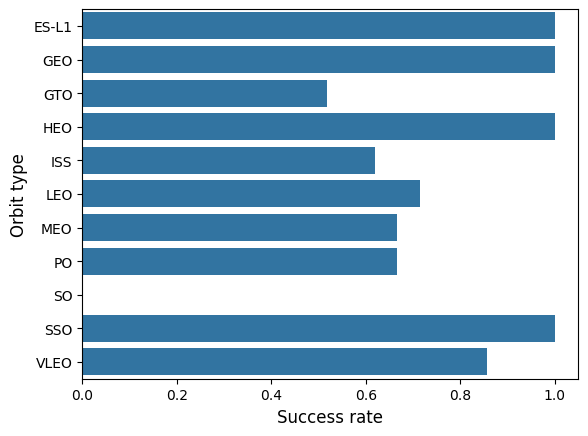 Orbit type
ES-L1
GEO
GTO
HEO
ISS
LEO
MEO
PO
SO
SSO
VLEO
0.0 0.2 0.4 0.6 0.8 1.0
Success rate